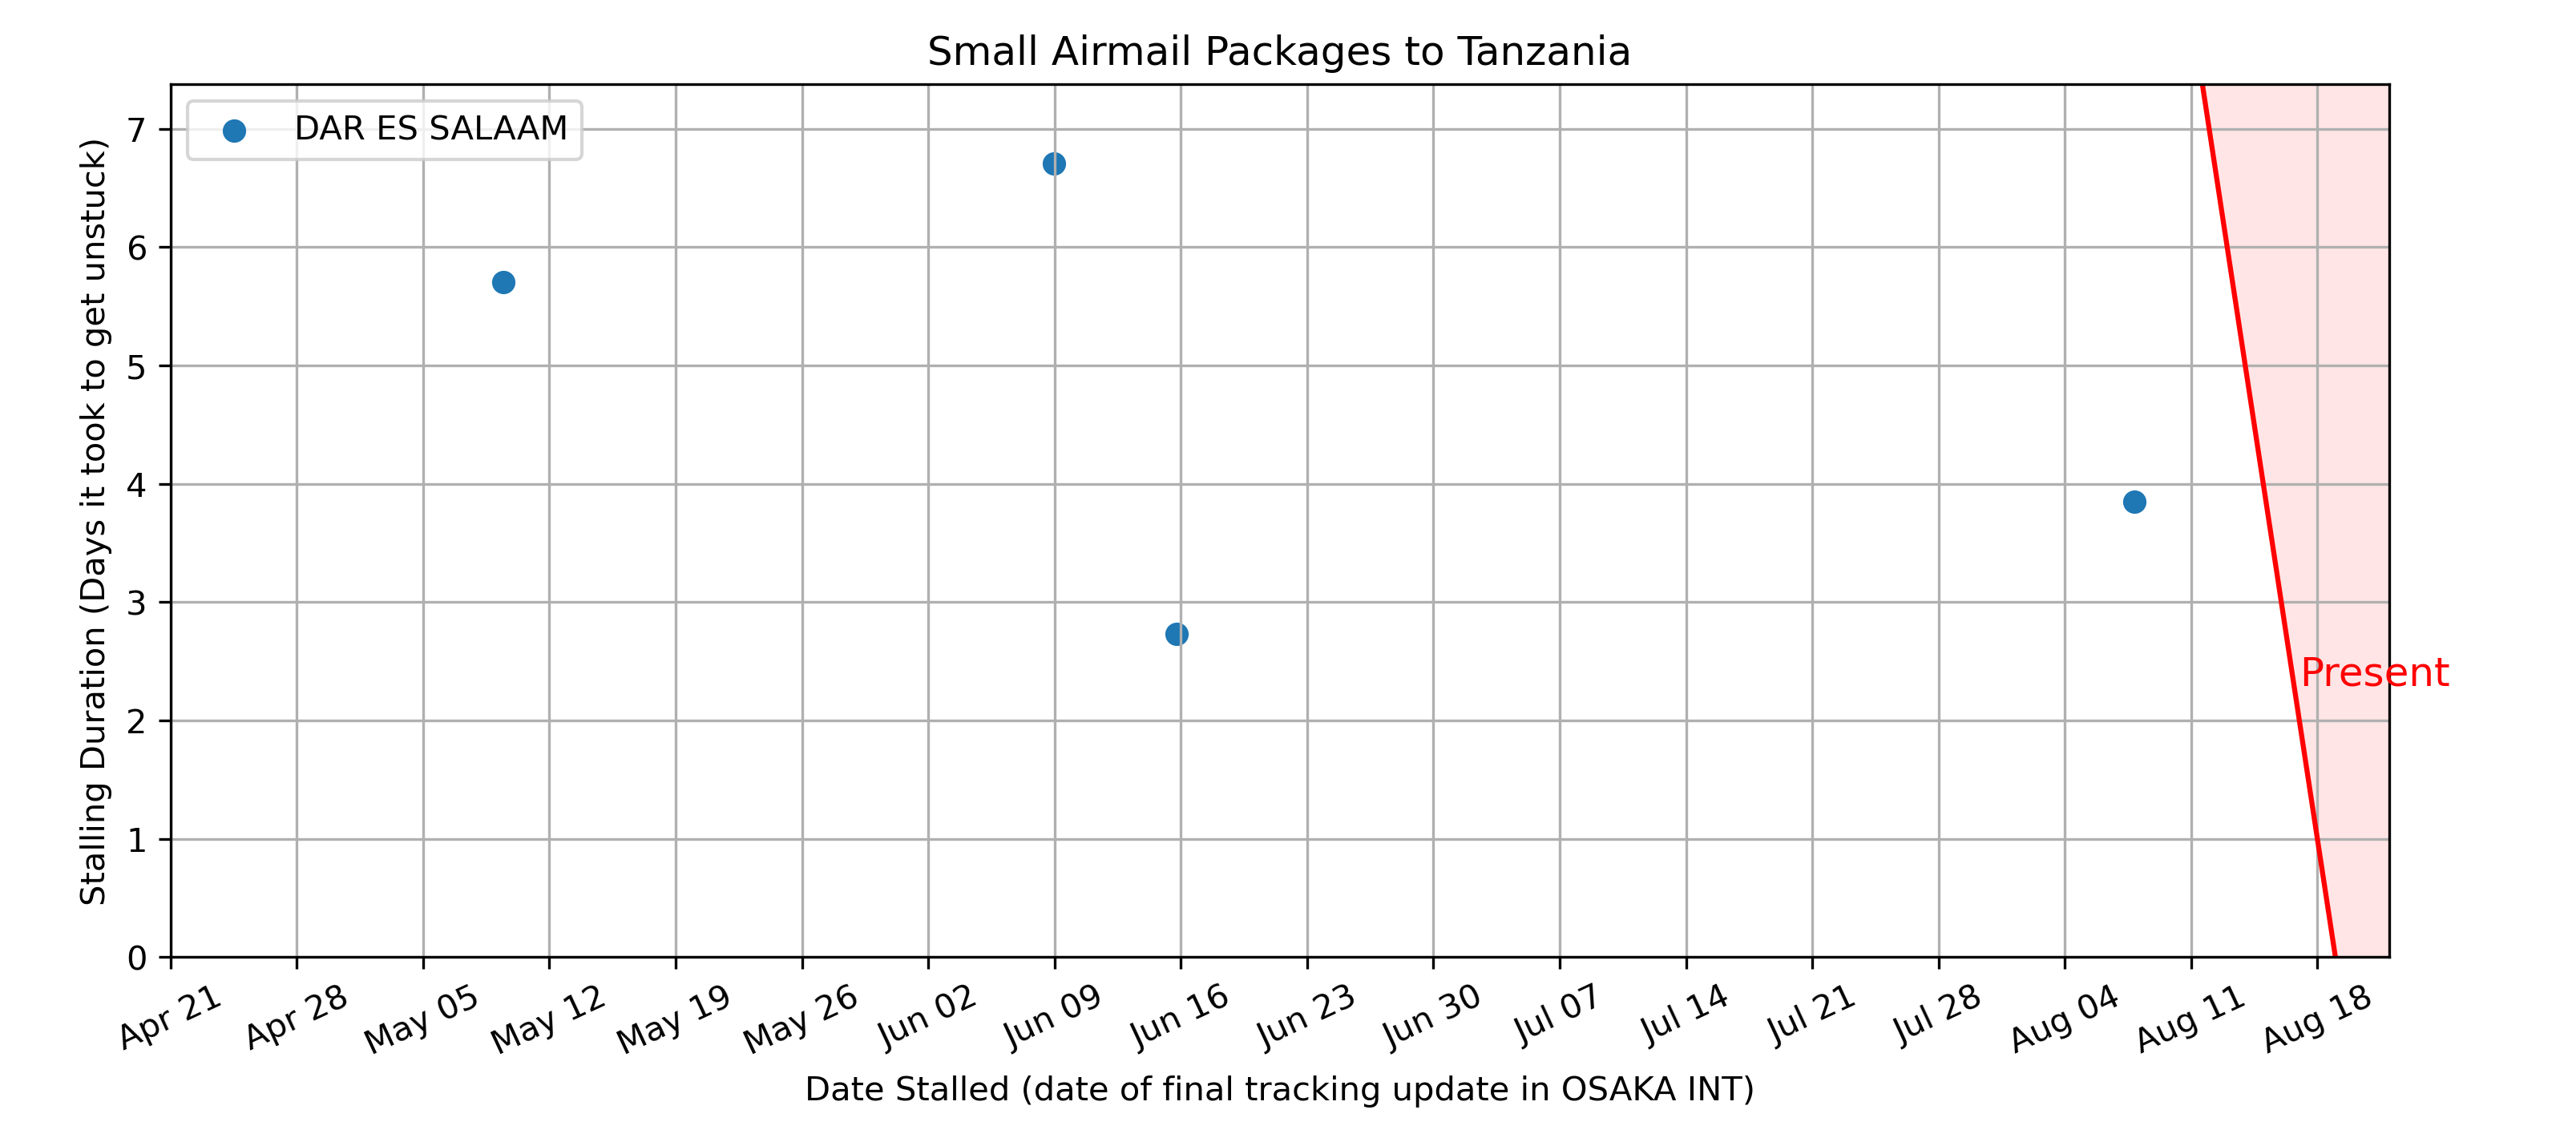 Small Airmail Packages to Tanzania
DAR ES SALAAM
Stalling Duration (Days it took to get unstuck)
7
6
5
4
3
2
1
0
Present
Apr 21
Apr 28
May 05
May 12
May 19
May 26
Jun 02
Jun 09
Jun 16
Jun 23
Jun 30
Jul 07
Jul 14
Jul 21
Jul 28
Aug 04
Aug 11
Aug 18
Date Stalled (date of final tracking update in OSAKA INT)